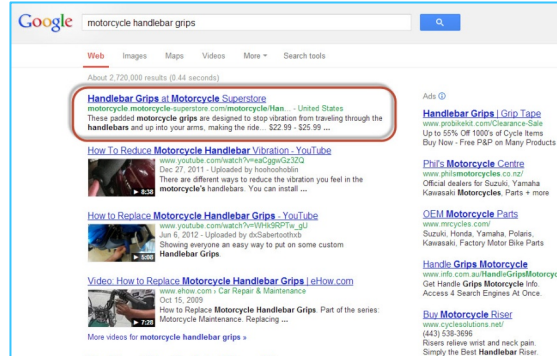 Google
motorcycle handlebar grips
Web Images Maps Videos More Search tools
About 2,720,000 results (0.44 seconds)
Handlebar Grips at Motorcycle Superstore
motorcycle.motorcycle-superstore.com/motorcycle/Han... - United States
These padded motorcycle grips are designed to stop vibration from traveling through the
handlebars and up into your arms, making the ride... $22.99 - $25.99 ...
How To Reduce Motorcycle Handlebar Vibration - YouTube
www.youtube.com/watch?v=eaCggwGz3ZQ
Dec 27, 2011 - Uploaded by hoohoohoblin
There are different ways to reduce the vibration you feel in the
motorcycle's handlebars. You can install ...
8:38
How to Replace Motorcycle Handlebar Grips - YouTube
www.youtube.com/watch?v=WHk9RPTw_gU
Jun 6, 2012 - Uploaded by dxSabertoothxb
Showing everyone an easy way to put on some custom
Handlebar Grips.
5:08
Video: How to Replace Motorcycle Handlebar Grips | eHow.com
www.ehow.com › Car Repair & Maintenance
Oct 15, 2009
How to Replace Motorcycle Handlebar Grips. Part of the series:
Motorcycle Maintenance. Replacing ...
7:28
More videos for motorcycle handlebar grips »
Ads
Handlebar Grips | Grip Tape
www.probikekit.com/Clearance-Sale
Up to 55% Off 1000's of Cycle Items
Buy Now - Free P&P on Many Products
Phil's Motorcycle Centre
www.philsmotorcycles.co.nz/
Official dealers for Suzuki, Yamaha
Kawasaki Motorcycles, Parts + more
OEM Motorcycle Parts
www.mrcycles.com/
Suzuki, Honda, Yamaha, Polaris,
Kawasaki, Factory Motor Bike Parts
Handle Grips Motorcycle
www.info.com.au/HandleGripsMotorcyc
Get Handle Grips Motorcycle Info.
Access 4 Search Engines At Once.
Buy Motorcycle Riser
www.cyclesolutions.net/
(443) 538-3696
Risers relieve wrist and neck pain.
Simply the Best Handlebar Riser.